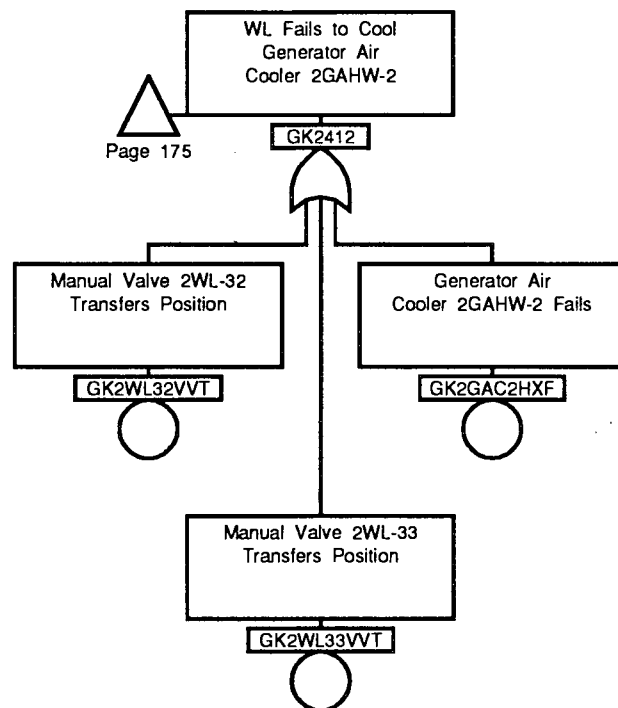 WL Fails to Cool
Generator Air
Cooler 2GAHW-2
Page 175
GK2412
Manual Valve 2WL-32
Transfers Position
Generator Air
Cooler 2GAHW-2 Fails
GK2WL32VVT
GK2GAC2HXF
Manual Valve 2WL-33
Transfers Position
GK2WL33VVT